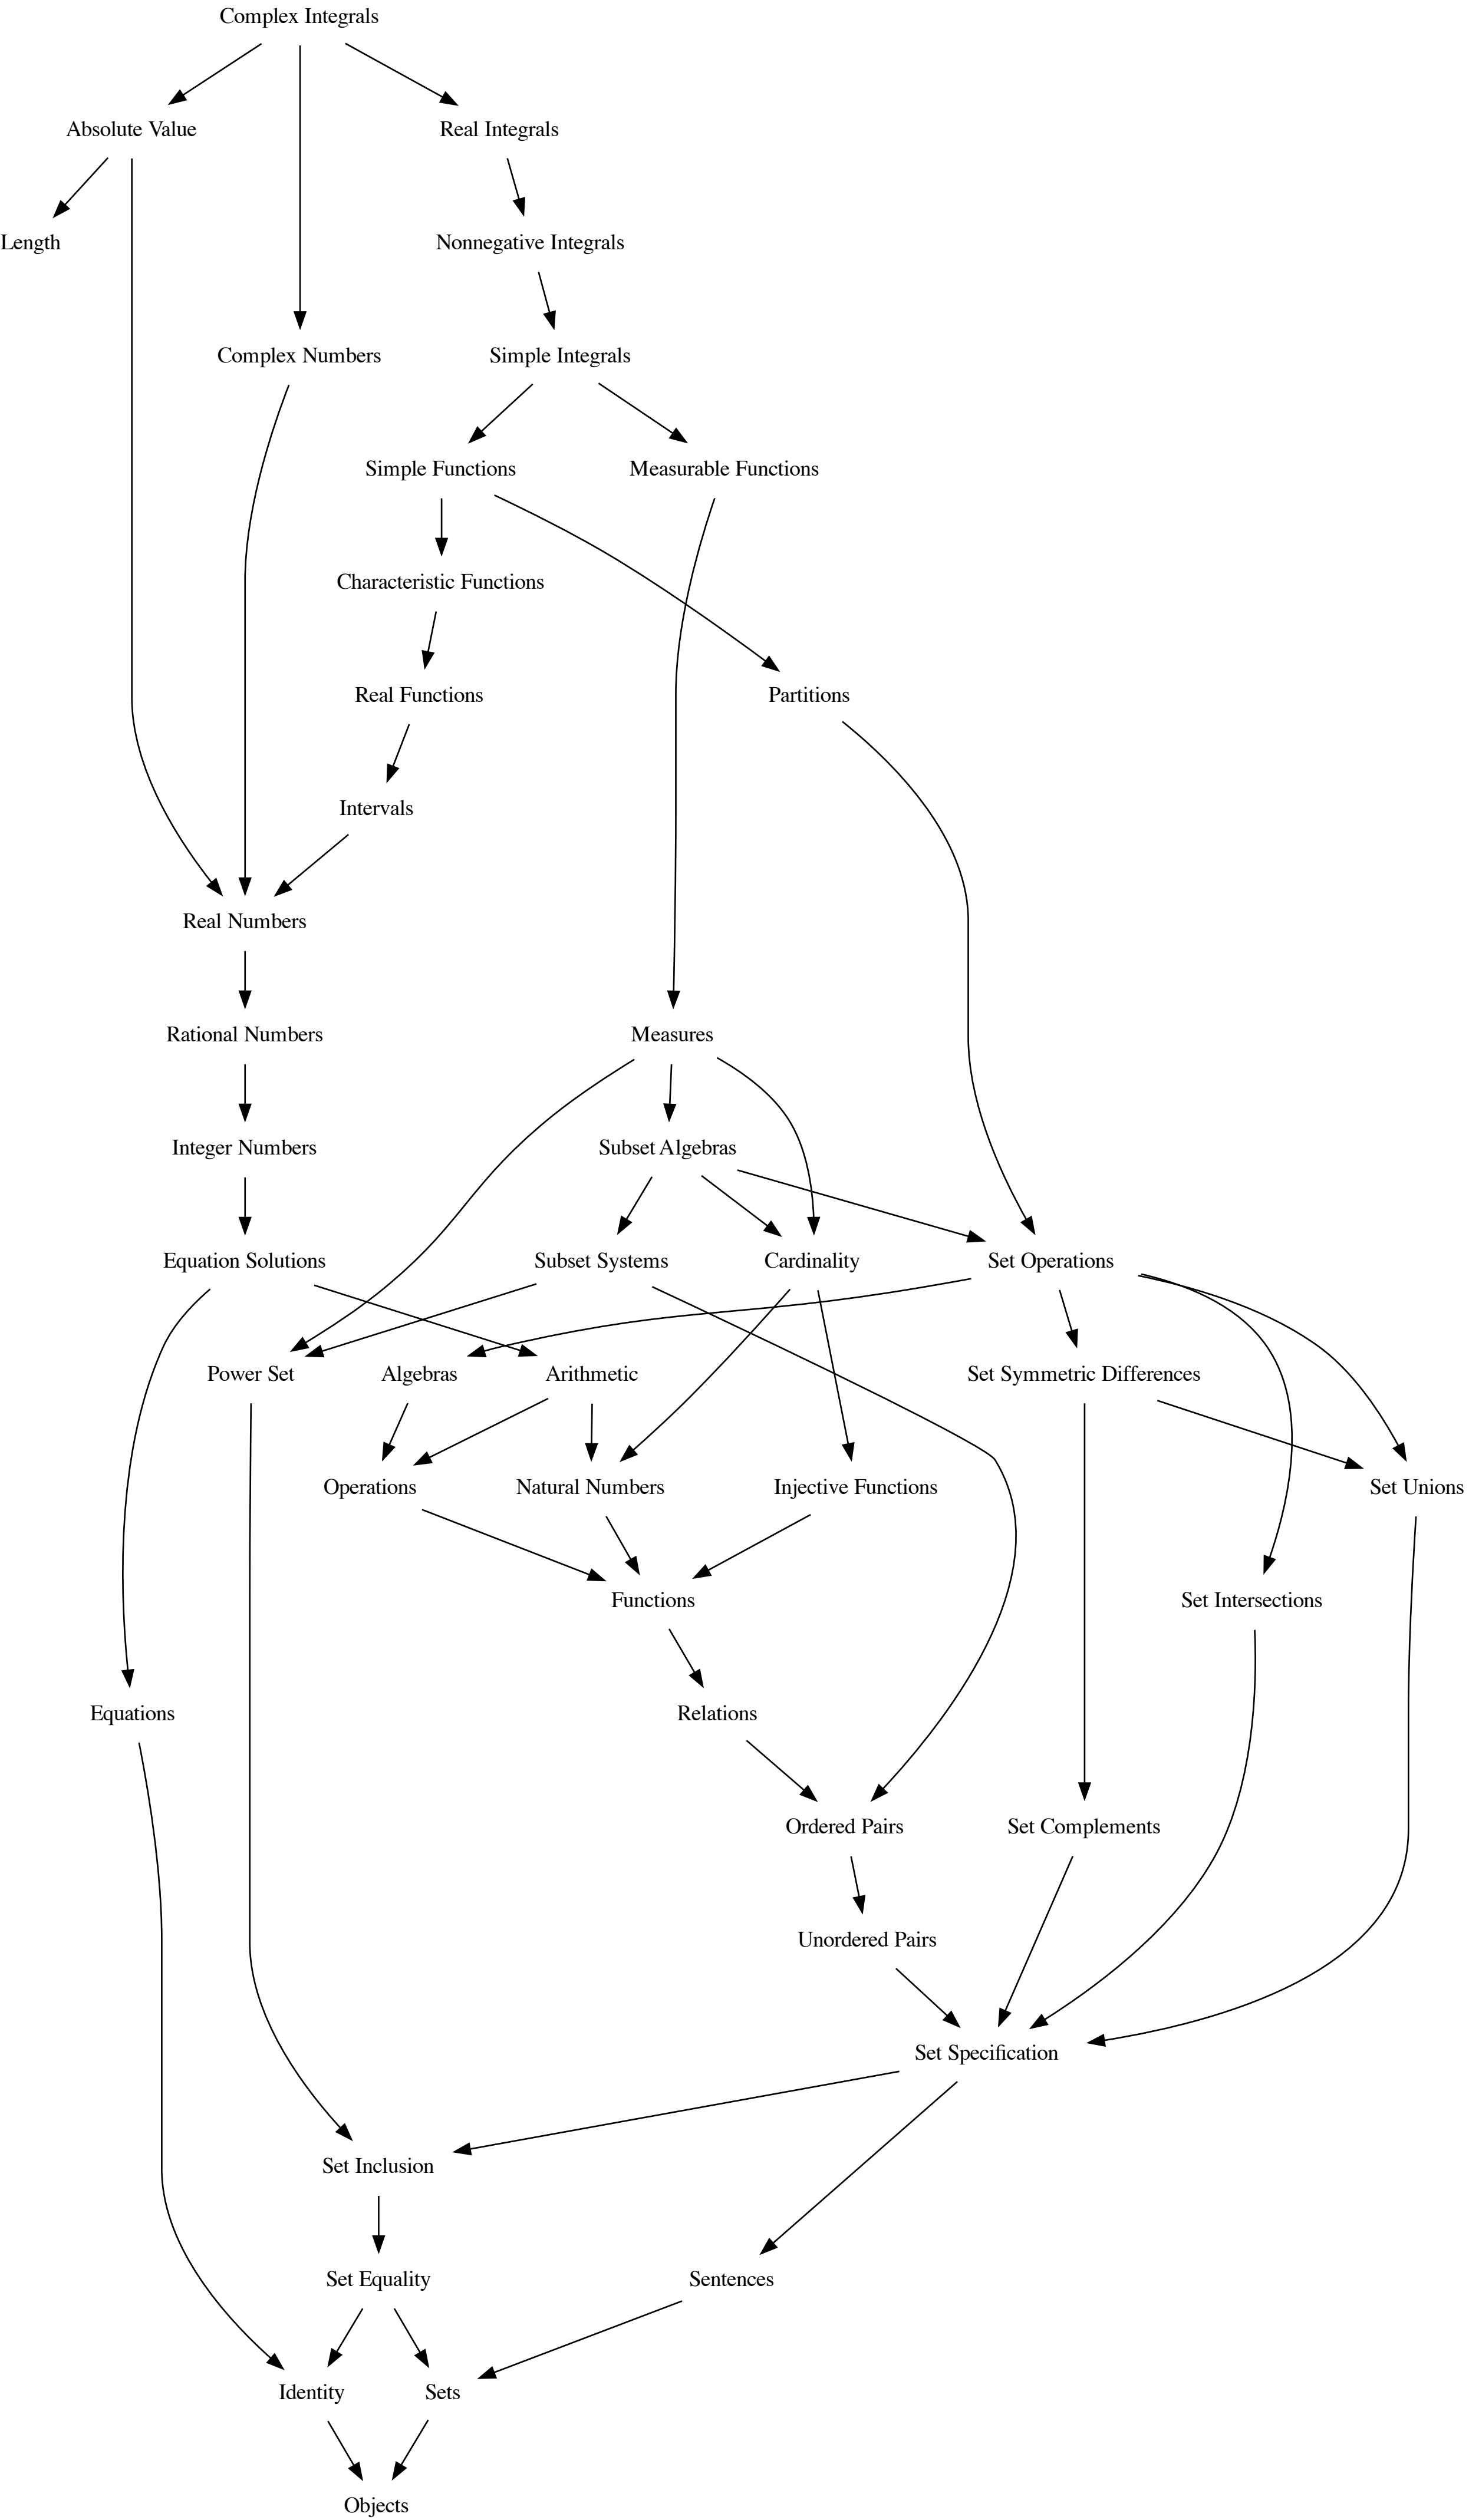 Complex Integrals
Absolute Value
Real Integrals
Length
Nonnegative Integrals
Complex Numbers
Simple Integrals
Simple Functions
Measurable Functions
Characteristic Functions
Real Functions
Partitions
Intervals
Real Numbers
Rational Numbers
Measures
Integer Numbers
Subset Algebras
Equation Solutions
Subset Systems
Cardinality
Set Operations
Power Set
Algebras
Arithmetic
Set Symmetric Differences
Operations
Natural Numbers
Injective Functions
Set Unions
Functions
Set Intersections
Equations
Relations
Ordered Pairs
Set Complements
Unordered Pairs
Set Specification
Set Inclusion
Set Equality
Sentences
Identity
Sets
Objects